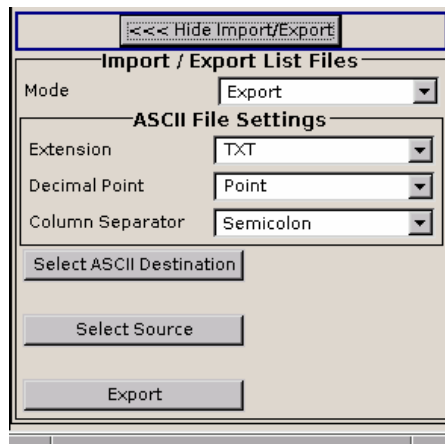 <<< Hide Import/Export
Import / Export List Files
Mode Export
ASCII File Settings
Extension TXT
Decimal Point Point
Column Separator Semicolon
Select ASCII Destination
Select Source
Export